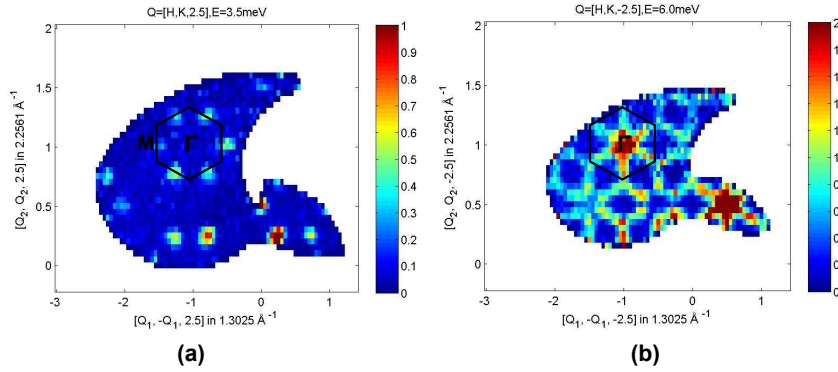 Q=[H,K,2.5],E=3.5meV
[Q1, Q2, 2.5] in 2.2561 Å-1
2
1.5
1
0.5
0
M
Γ
-3
-2
-1
0
1
[Q1, -Q1, 2.5] in 1.3025 Å-1
1
0.9
0.8
0.7
0.6
0.5
0.4
0.3
0.2
0.1
0
(a)
Q=[H,K,-2.5],E=6.0meV
[Q2, Q2, -2.5] in 2.2561 Å-1
2
1.5
1
0.5
0
Γ
-3
-2
-1
0
1
[Q1, -Q1, -2.5] in 1.3025 Å-1
(b)